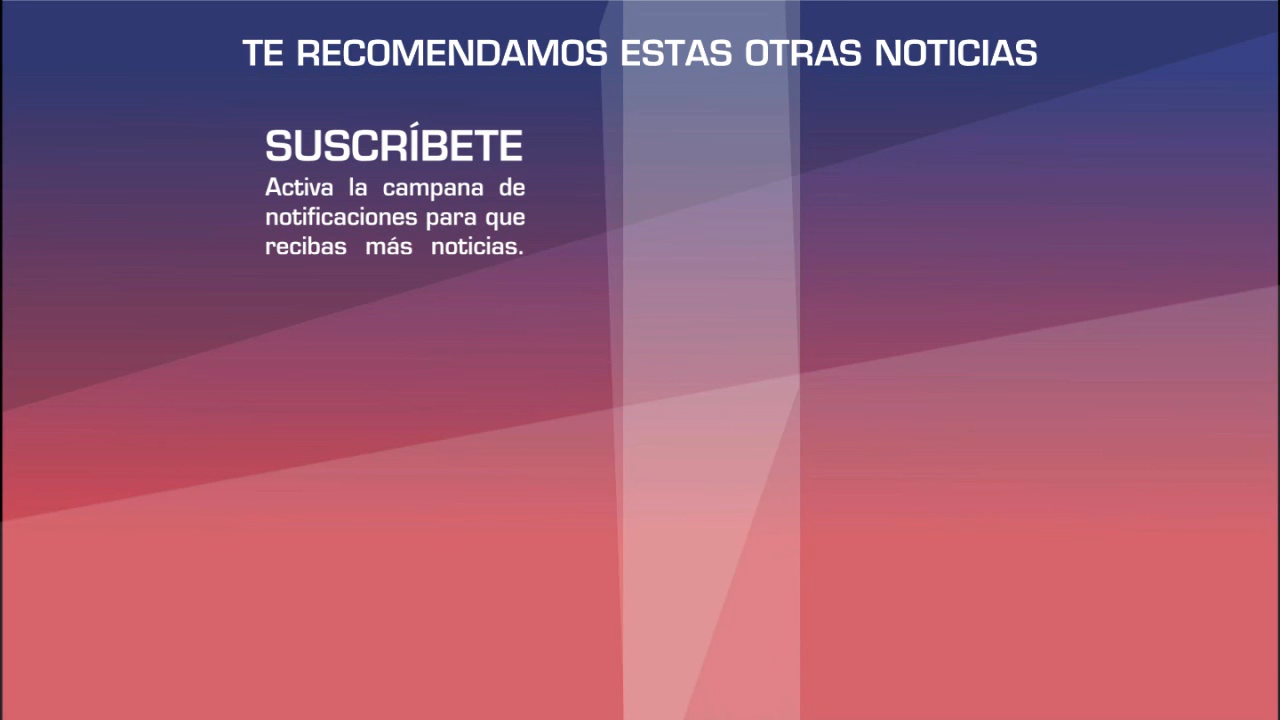 TE RECOMENDAMOS ESTAS OTRAS NOTICIAS
SUSCRÍBETE
Activa la campana de
notificaciones para que
recibas más noticias.